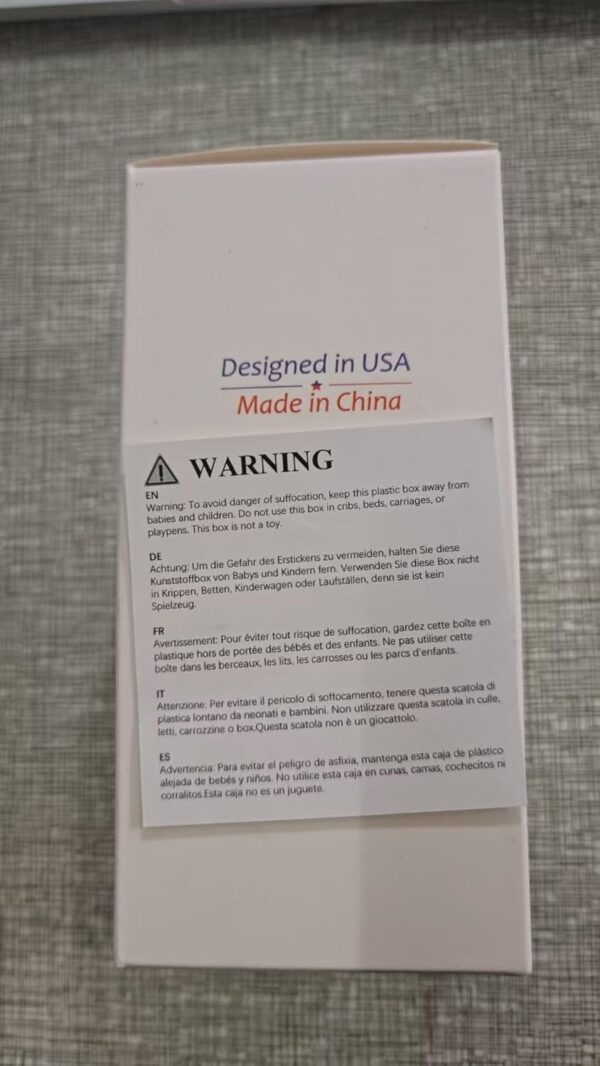 Designed in USA
Made in China
WARNING
EN
Warning: To avoid danger of suffocation, keep this plastic box away from
babies and children. Do not use this box in cribs, beds, carriages, or
playpens. This box is not a toy.
DE
Achtung: Um die Gefahr des Erstickens zu vermeiden, halten Sie diese
Kunststoffbox von Babys und Kindern fern. Verwenden Sie diese Box nicht
in Krippen, Betten, Kinderwagen oder Laufställen, denn sie ist kein
Spielzeug.
FR
Avertissement: Pour éviter tout risque de suffocation, gardez cette boîte en
plastique hors de portée des bébés et des enfants. Ne pas utiliser cette
boîte dans les berceaux, les lits, les carrosses ou les parcs d'enfants.
IT
Attenzione: Per evitare il pericolo di soffocamento, tenere questa scatola di
plastica lontano da neonati e bambini. Non utilizzare questa scatola in culle,
letti, carrozzine o box.Questa scatola non è un giocattolo.
ES
Advertencia: Para evitar el peligro de asfixia, mantenga esta caja de plástico
alejada de bebés y niños. No utilice esta caja en cunas, camas, cochecitos ni
corralitos.Esta caja no es un juguete.